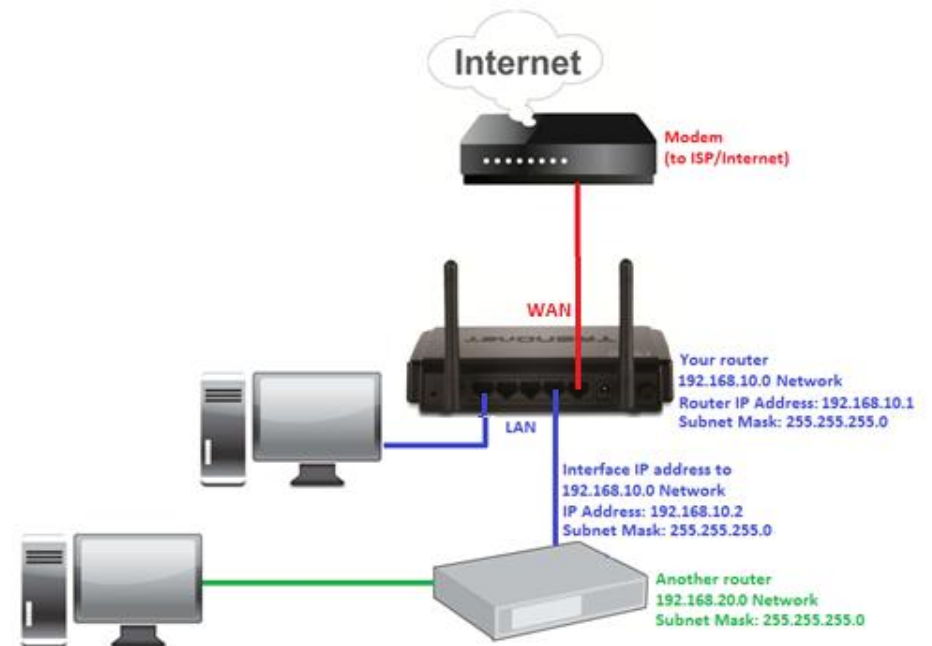 Internet
Modem
(to ISP/Internet)
WAN
TRENDnet
Your router
192.168.10.0 Network
Router IP Address: 192.168.10.1
Subnet Mask: 255.255.255.0
LAN
Interface IP address to
192.168.10.0 Network
IP Address: 192.168.10.2
Subnet Mask: 255.255.255.0
Another router
192.168.20.0 Network
Subnet Mask: 255.255.255.0